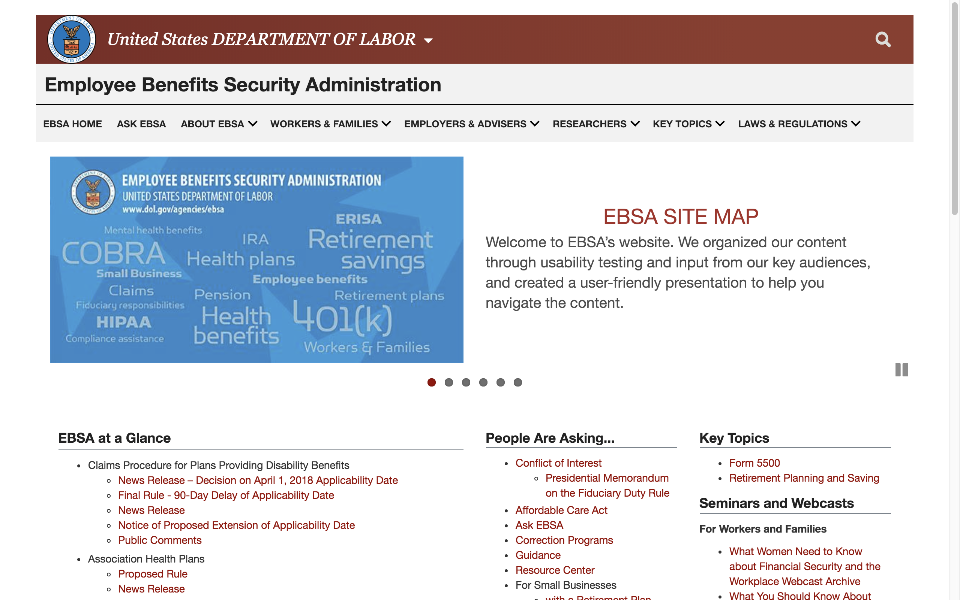 United States DEPARTMENT OF LABOR
Employee Benefits Security Administration
EBSA HOME ASK EBSA ABOUT EBSA WORKERS & FAMILIES EMPLOYERS & ADVISERS RESEARCHERS KEY TOPICS LAWS & REGULATIONS
EMPLOYEE BENEFITS SECURITY ADMINISTRATION
UNITED STATES DEPARTMENT OF LABOR
www.dol.gov/agencies/ebsa
Mental health benefits
ERISA
COBRA
IRA
Retirement
savings
Health plans
Small Business
Employee benefits
Claims
Pension
Retirement plans
Fiduciary responsibilities
HIPAA
Health
benefits
401(k)
Compliance assistance
Workers & Families
EBSA SITE MAP
Welcome to EBSA's website. We organized our content
through usability testing and input from our key audiences,
and created a user-friendly presentation to help you
navigate the content.
EBSA at a Glance
Claims Procedure for Plans Providing Disability Benefits
News Release – Decision on April 1, 2018 Applicability Date
Final Rule - 90-Day Delay of Applicability Date
News Release
Notice of Proposed Extension of Applicability Date
Public Comments
Association Health Plans
Proposed Rule
News Release
People Are Asking...
Conflict of Interest
Presidential Memorandum
on the Fiduciary Duty Rule
Affordable Care Act
Ask EBSA
Correction Programs
Guidance
Resource Center
For Small Businesses
with a Retirement Plan
Key Topics
Form 5500
Retirement Planning and Saving
Seminars and Webcasts
For Workers and Families
What Women Need to Know
about Financial Security and the
Workplace Webcast Archive
What You Should Know About